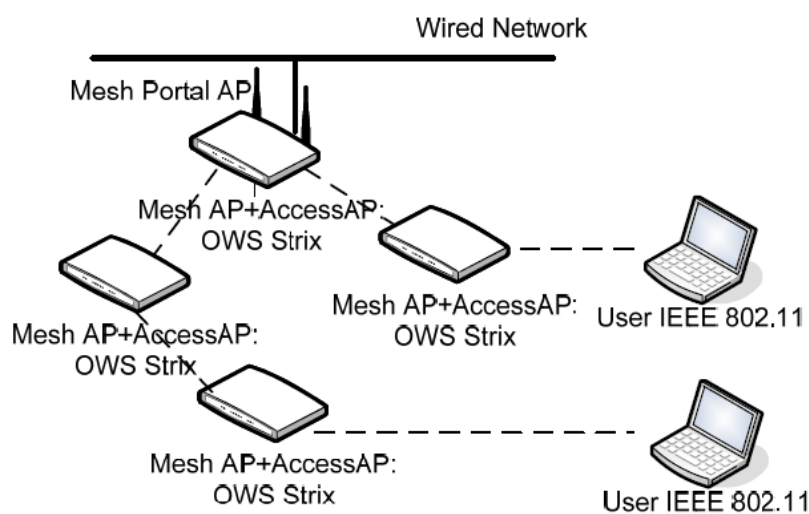 Wired Network
Mesh Portal AP
Mesh AP+AccessAP:
OWS Strix
Mesh AP+AccessAP:
OWS Strix
User IEEE 802.11
Mesh AP+AccessAP:
OWS Strix
Mesh AP+AccessAP:
OWS Strix
User IEEE 802.11